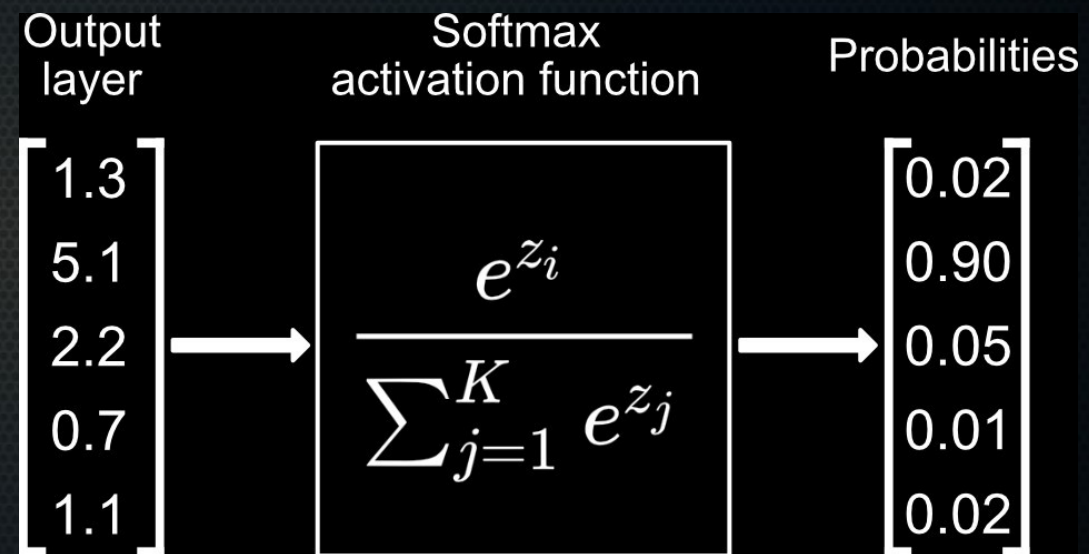 Output
layer
Softmax
activation function
Probabilities
1.3
5.1
2.2
0.7
1.1
e^{z_i}
∑_{j=1}^{K} e^{z_j}
0.02
0.90
0.05
0.01
0.02